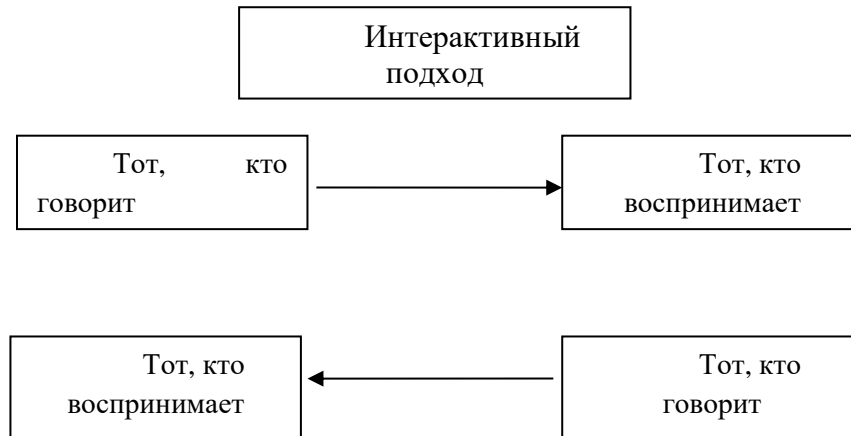 Интерактивный
подход
Тот, кто
говорит
Тот, кто
воспринимает
Тот, кто
воспринимает
Тот, кто
говорит